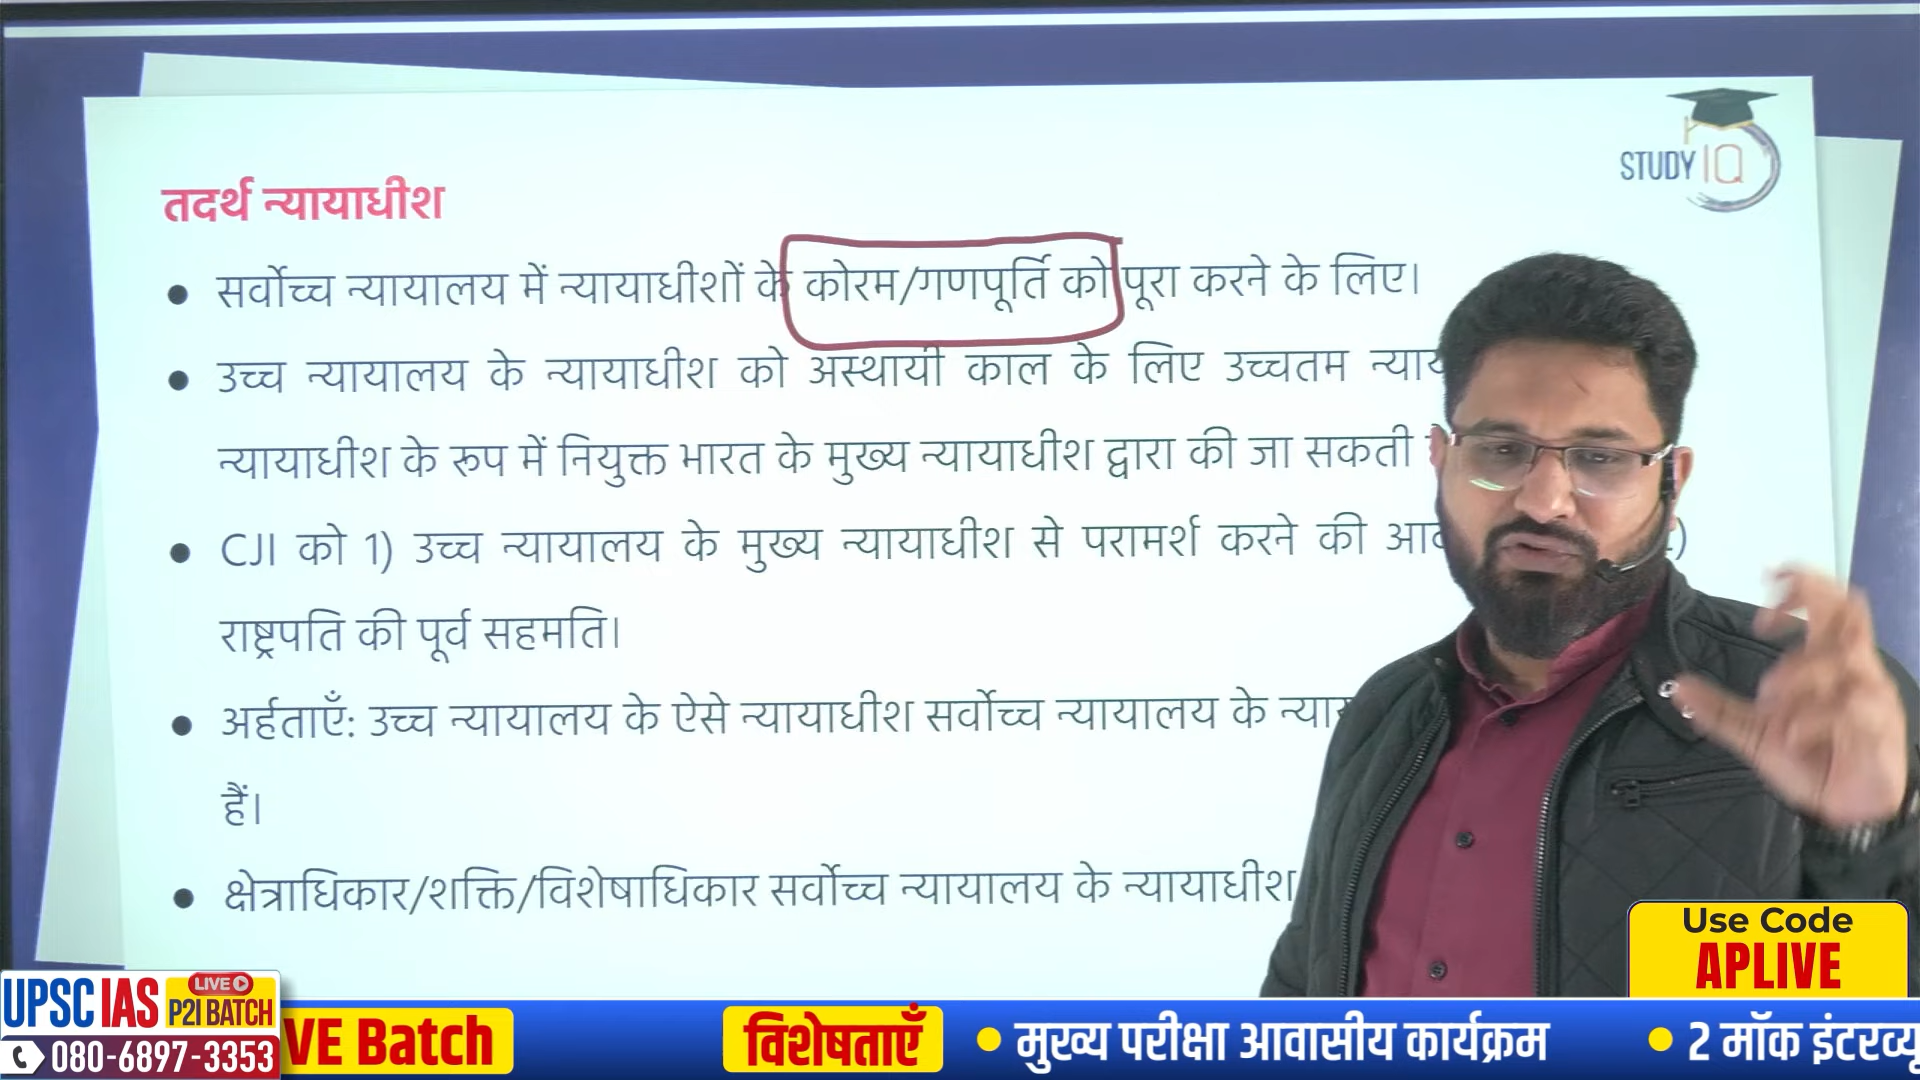 STUDY IQ
तदर्थ न्यायाधीश
● सर्वोच्च न्यायालय में न्यायाधीशों के कोरम/गणपूर्ति को पूरा करने के लिए।
● उच्च न्यायालय के न्यायाधीश को अस्थायी काल के लिए उच्चतम
न्यायाधीश के रूप में नियुक्त भारत के मुख्य न्यायाधीश द्वारा की जा सकती
● CJI को 1) उच्च न्यायालय के मुख्य न्यायाधीश से परामर्श करने की
राष्ट्रपति की पूर्व सहमति।
● अर्हताएँ: उच्च न्यायालय के ऐसे न्यायाधीश सर्वोच्च न्यायालय के
हैं।
● क्षेत्राधिकार/शक्ति/विशेषाधिकार सर्वोच्च न्यायालय के न्यायाधीश
Use Code
APLIVE
UPSC IAS LIVE P2I BATCH
080-6897-3353
VE Batch विशेषताएँ ● मुख्य परीक्षा आवासीय कार्यक्रम ● 2 मॉक